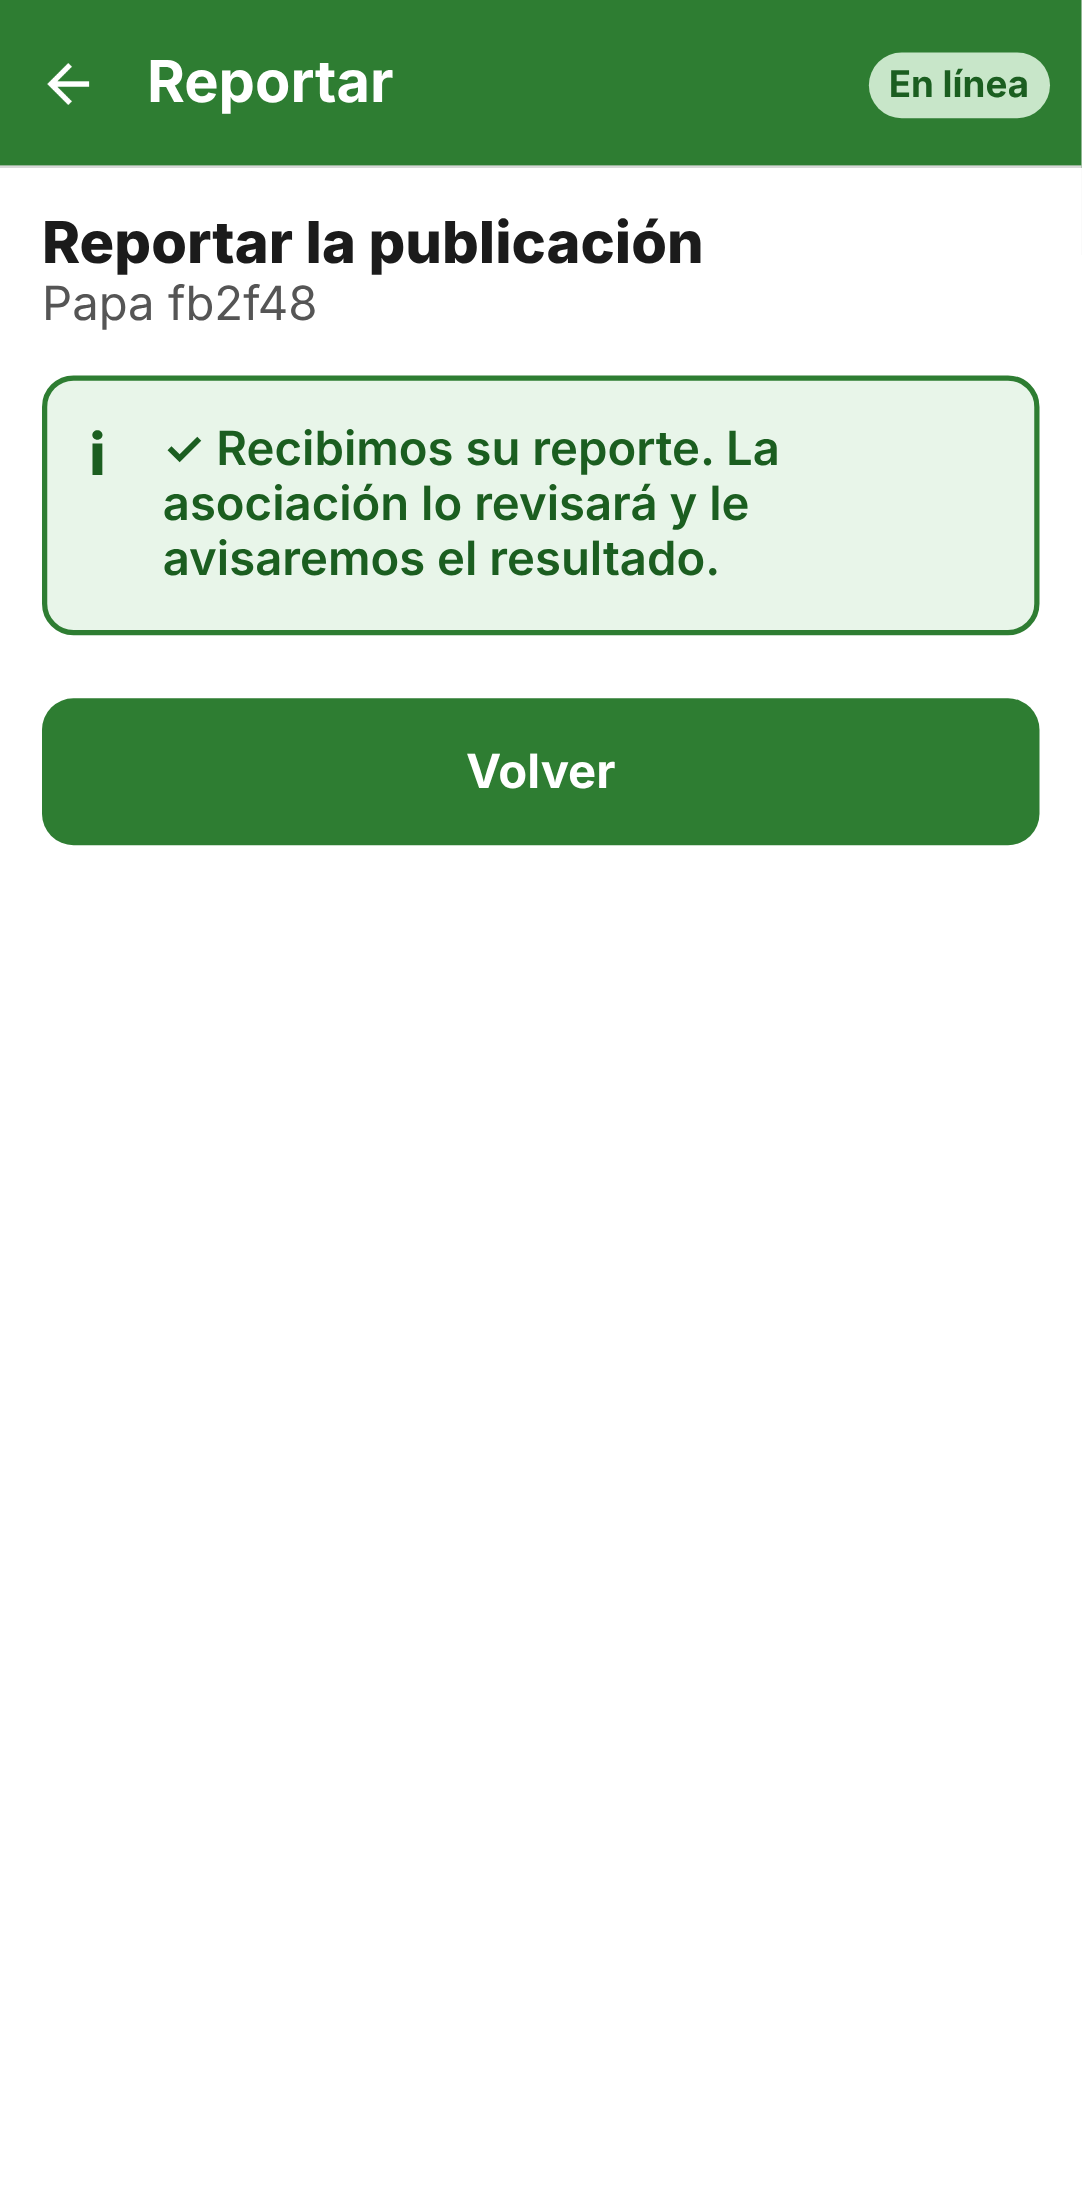 Reportar
En línea
Reportar la publicación
Papa fb2f48
i
✓ Recibimos su reporte. La
asociación lo revisará y le
avisaremos el resultado.
Volver